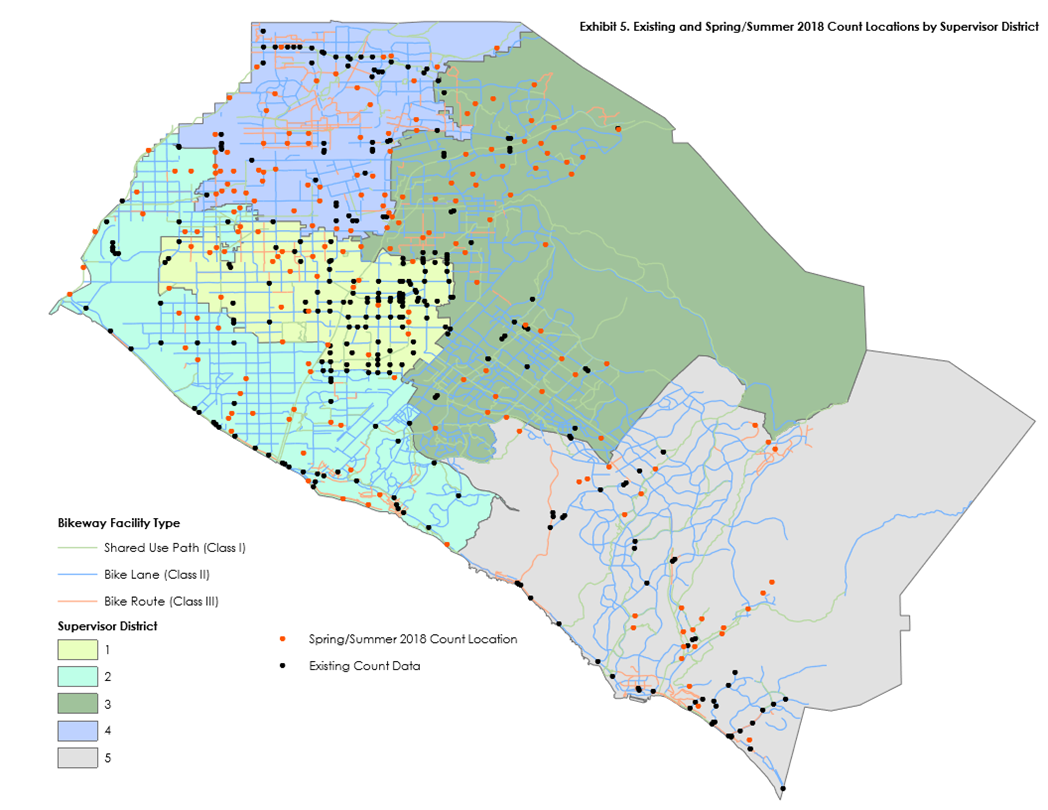 Exhibit 5. Existing and Spring/Summer 2018 Count Locations by Supervisor District
Bikeway Facility Type
Shared Use Path (Class I)
Bike Lane (Class II)
Bike Route (Class III)
Supervisor District
1
2
3
4
5
Spring/Summer 2018 Count Location
Existing Count Data